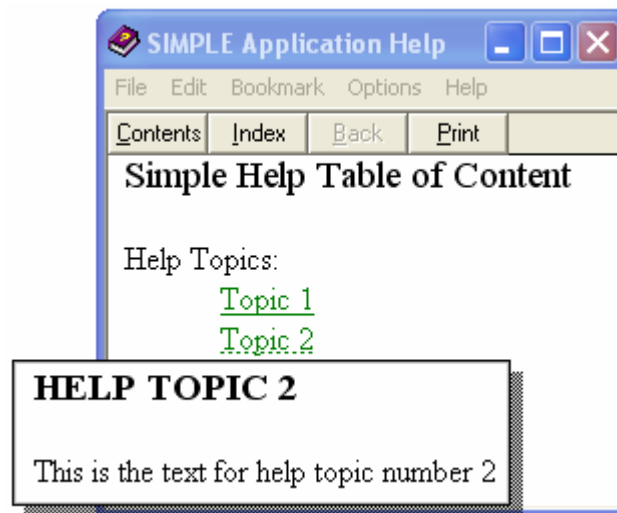 SIMPLE Application Help
File Edit Bookmark Options Help
Contents Index Back Print
Simple Help Table of Content
Help Topics:
Topic 1
Topic 2
HELP TOPIC 2
This is the text for help topic number 2